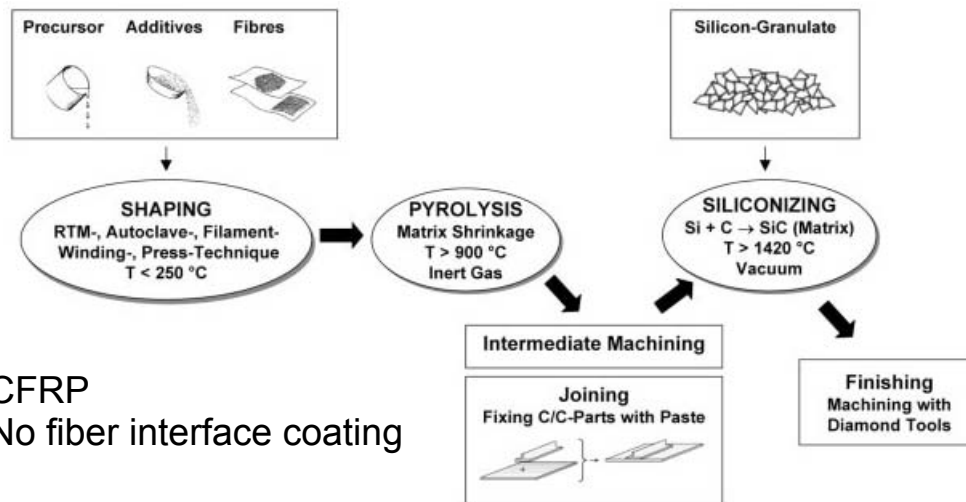 Precursor Additives Fibres
Silicon-Granulate
SHAPING
RTM-, Autoclave-, Filament-
Winding-, Press-Technique
T < 250 °C
PYROLYSIS
Matrix Shrinkage
T > 900 °C
Inert Gas
SILICONIZING
Si + C → SiC (Matrix)
T > 1420 °C
Vacuum
Intermediate Machining
Joining
Fixing C/C-Parts with Paste
Finishing
Machining with
Diamond Tools
CFRP
No fiber interface coating